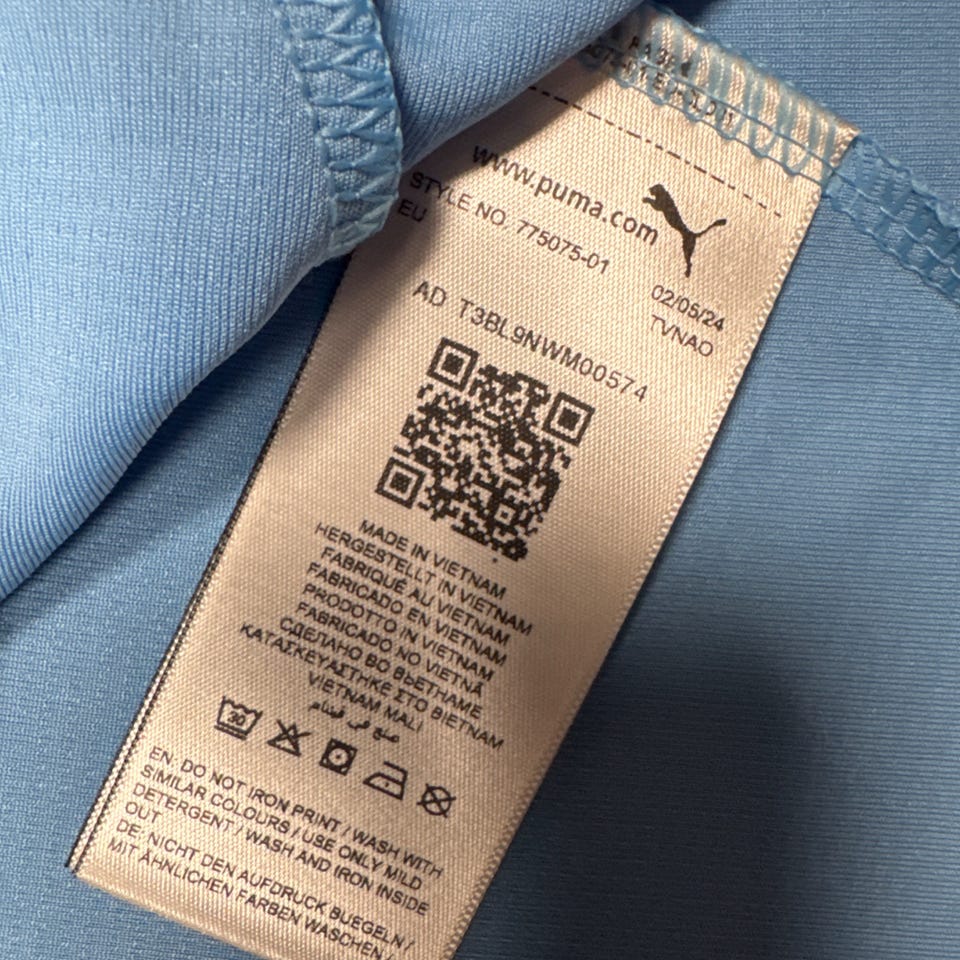 www.puma.com
STYLE NO. 775075-01
EU
02/05/24
TVNAO
AD T3BL9NWM00574
MADE IN VIETNAM
HERGESTELLT IN VIETNAM
FABRIQUÉ AU VIETNAM
FABRICADO EN VIETNAM
PRODOTTO IN VIETNAM
FABRICADO NO VIETNÃ
СДЕЛАНО ВО ВЬЕТНАМЕ
ΚΑΤΑΣΚΕΥΑΣΤΗΚΕ ΣΤΟ ΒΙΕΤΝΑΜ
VIETNAM MALI
صنع في فيتنام
30
EN: DO NOT IRON PRINT / WASH WITH
SIMILAR COLOURS / USE ONLY MILD
DETERGENT / WASH AND IRON INSIDE
OUT
DE: NICHT DEN AUFDRUCK BUEGELN /
MIT ÄHNLICHEN FARBEN WASCHEN /